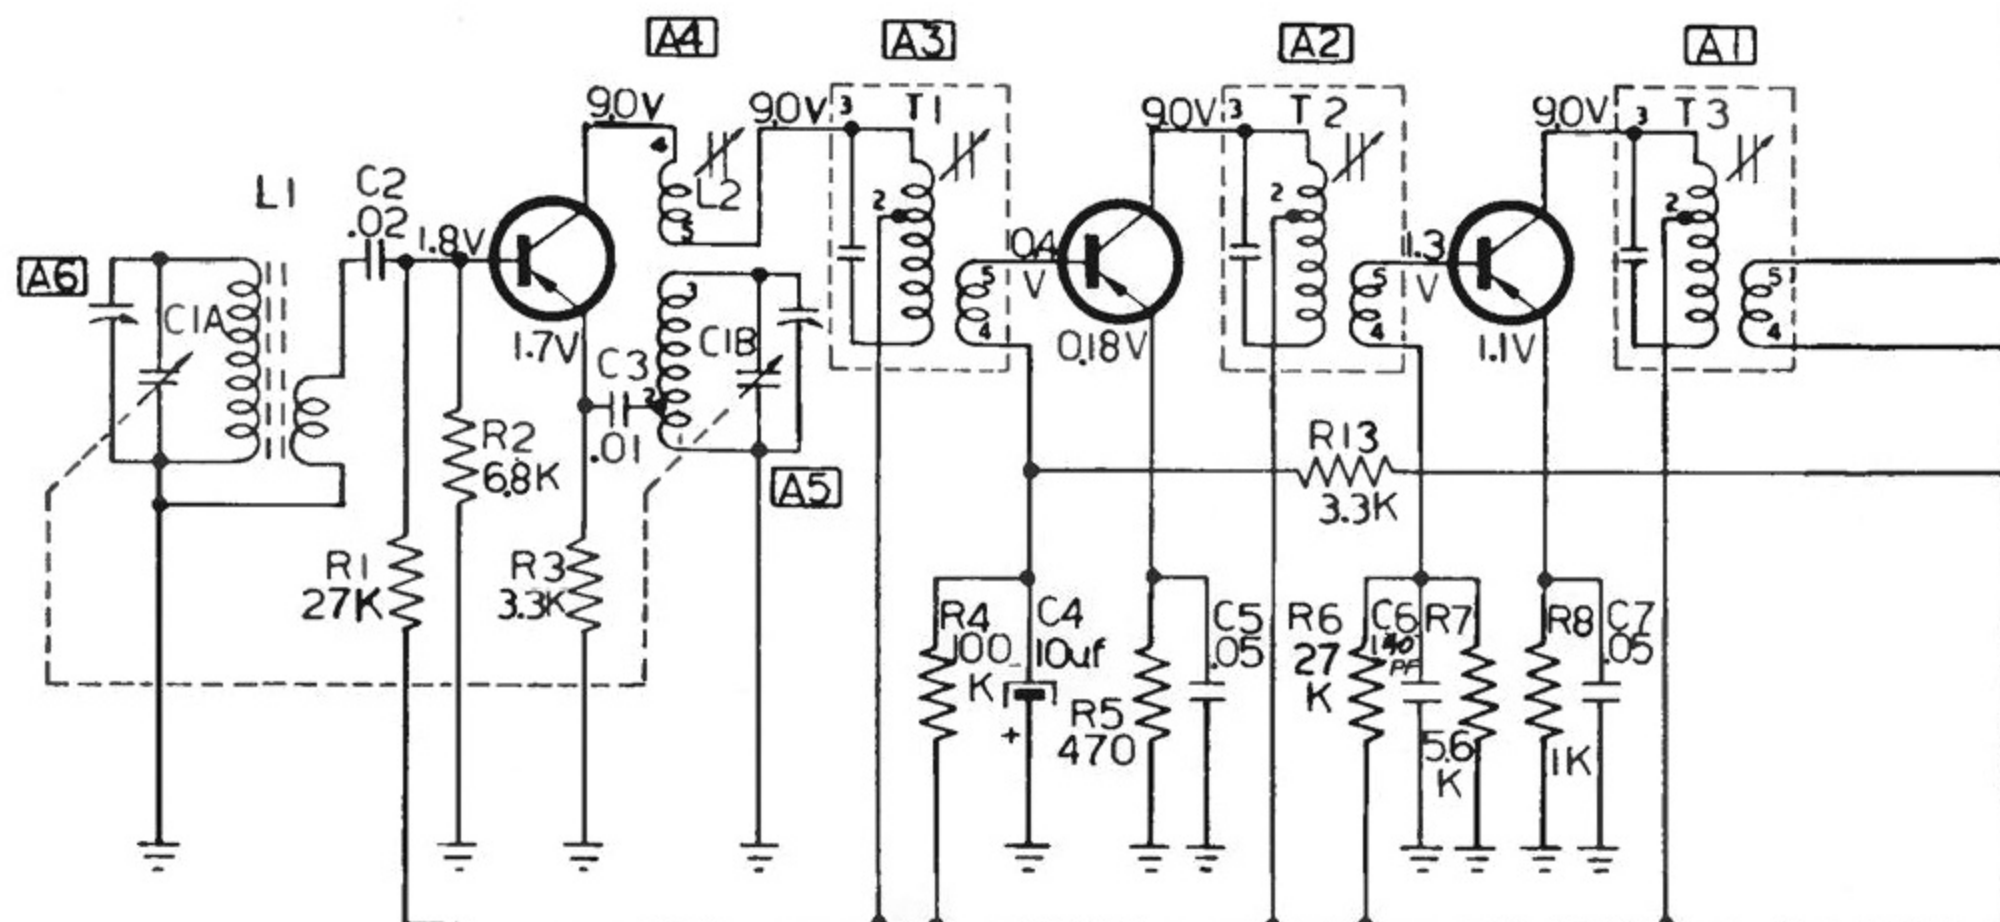 A4
A3
A2
A1
9.0V
9.0V
3
T1
9.0V
3
T2
9.0V
3
T3
4
L2
L1
C2
.02
2
2
2
5
1.8V
0.4
V
5
1.3
V
5
5
A6
C1A
3
C1B
1.7V
4
0.18V
4
1.1V
4
C3
2
.01
R2
6.8K
A5
R13
3.3K
R1
27K
R3
3.3K
R4
100
K
C4
10uf
+
R5
470
C5
.05
R6
27
K
C6
PF
R7
5.6
K
R8
1K
C7
.05